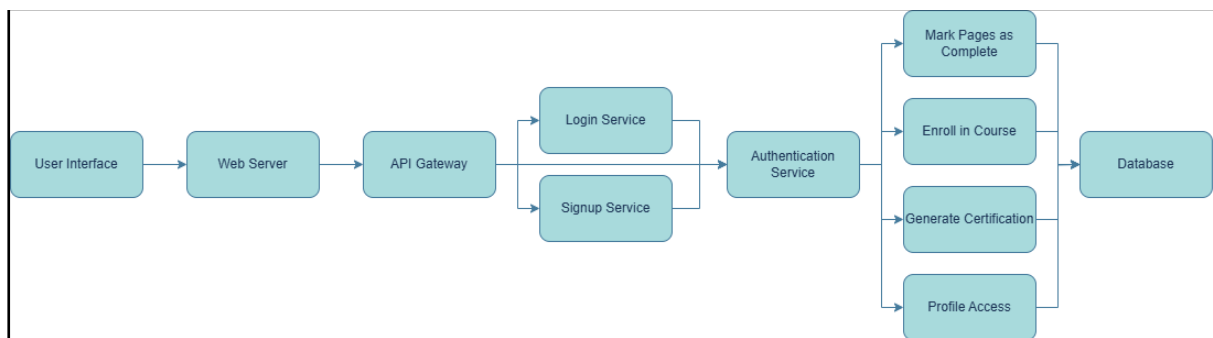 User Interface
Web Server
API Gateway
Login Service
Signup Service
Authentication
Service
Mark Pages as
Complete
Enroll in Course
Generate Certification
Profile Access
Database